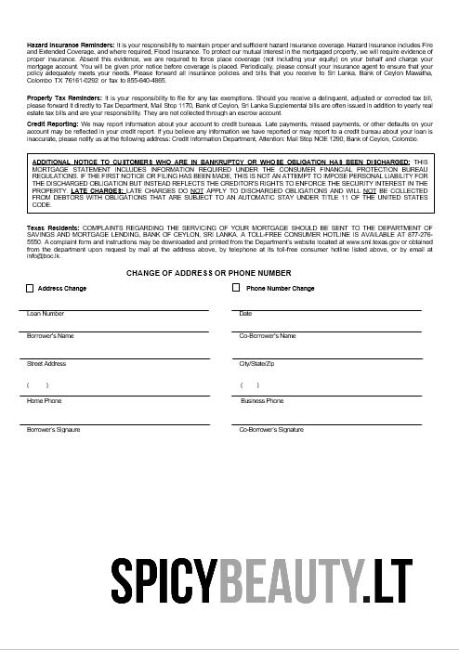 Hazard Insurance Reminders: It is your responsibility to maintain proper and sufficient hazard insurance coverage. Hazard Insurance includes Fire
and Extended Coverage, and where required, Flood Insurance. To protect our mutual interest in the mortgaged property, we will require evidence of
proper insurance. Absent this evidence, we are required to force place coverage (not including your equity) on your behalf and charge your
mortgage account. You will be given prior notice before coverage is placed. Periodically, please consult your insurance agent to ensure that your
policy adequately meets your needs. Please forward all insurance policies and bills that you receive to Sri Lanka, Bank of Ceylon Mawatha,
Colombo TX 76161-0292 or fax to 855-640-4865.
Property Tax Reminders: It is your responsibility to file for any tax exemptions. Should you receive a delinquent, adjusted or corrected tax bill,
please forward it directly to Tax Department, Mail Stop 1170, Bank of Ceylon, Sri Lanka Supplemental bills are often issued in addition to yearly real
estate tax bills and are your responsibility. They are not collected through an escrow account.
Credit Reporting: We may report information about your account to credit bureaus. Late payments, missed payments, or other defaults on your
account may be reflected in your credit report. If you believe any information we have reported or may report to a credit bureau about your loan is
inaccurate, please notify us at the following address: Credit Information Department, Attention: Mail Stop NOE 1290, Bank of Ceylon, Colombo.
ADDITIONAL NOTICE TO CUSTOMERS WHO ARE IN BANKRUPTCY OR WHOSE OBLIGATION HAS BEEN DISCHARGED: THIS
MORTGAGE STATEMENT INCLUDES INFORMATION REQUIRED UNDER THE CONSUMER FINANCIAL PROTECTION BUREAU
REGULATIONS. IF THE FIRST NOTICE OR FILING HAS BEEN MADE, THIS IS NOT AN ATTEMPT TO IMPOSE PERSONAL LIABILITY FOR
THE DISCHARGED OBLIGATION BUT INSTEAD REFLECTS THE CREDITOR'S RIGHTS TO ENFORCE THE SECURITY INTEREST IN THE
PROPERTY. LATE CHARGES: LATE CHARGES DO NOT APPLY TO DISCHARGED OBLIGATIONS AND WILL NOT BE COLLECTED
FROM DEBTORS WITH OBLIGATIONS THAT ARE SUBJECT TO AN AUTOMATIC STAY UNDER TITLE 11 OF THE UNITED STATES
CODE.
Texas Residents: COMPLAINTS REGARDING THE SERVICING OF YOUR MORTGAGE SHOULD BE SENT TO THE DEPARTMENT OF
SAVINGS AND MORTGAGE LENDING, BANK OF CEYLON, SRI LANKA. A TOLL-FREE CONSUMER HOTLINE IS AVAILABLE AT 877-276-
5550. A complaint form and instructions may be downloaded and printed from the Department's website located at www.sml.texas.gov or obtained
from the department upon request by mail at the address above, by telephone at its toll-free consumer hotline listed above, or by email at
info@boc.lk.
CHANGE OF ADDRESS OR PHONE NUMBER
Address Change Phone Number Change
Loan Number Date
Borrower's Name Co-Borrower's Name
Street Address City/State/Zip
( ) ( )
Home Phone Business Phone
Borrower's Signaure Co-Borrower's Signature
SPICYBEAUTY.LT